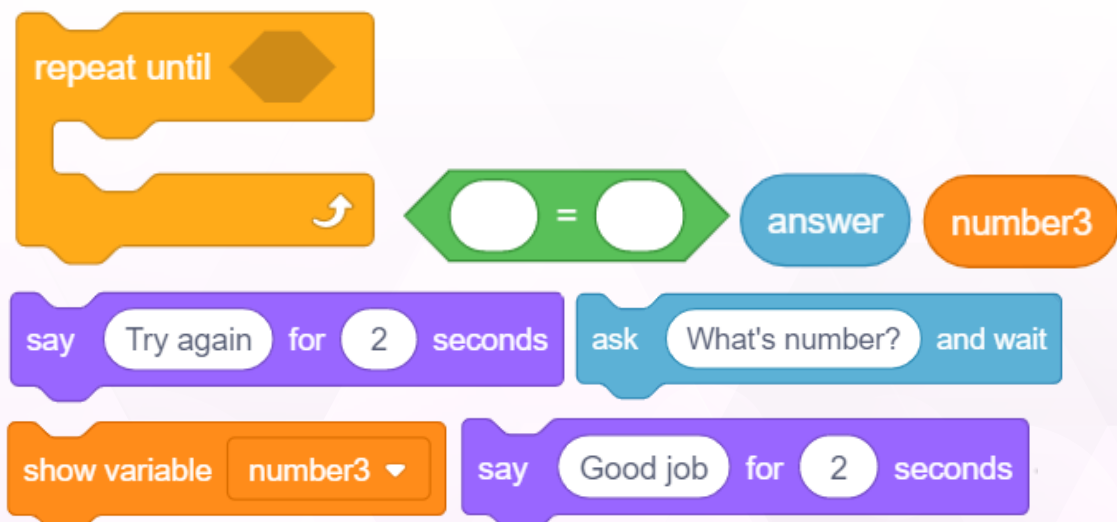 repeat until
= answer number3
say Try again for 2 seconds ask What's number? and wait
show variable number3 say Good job for 2 seconds